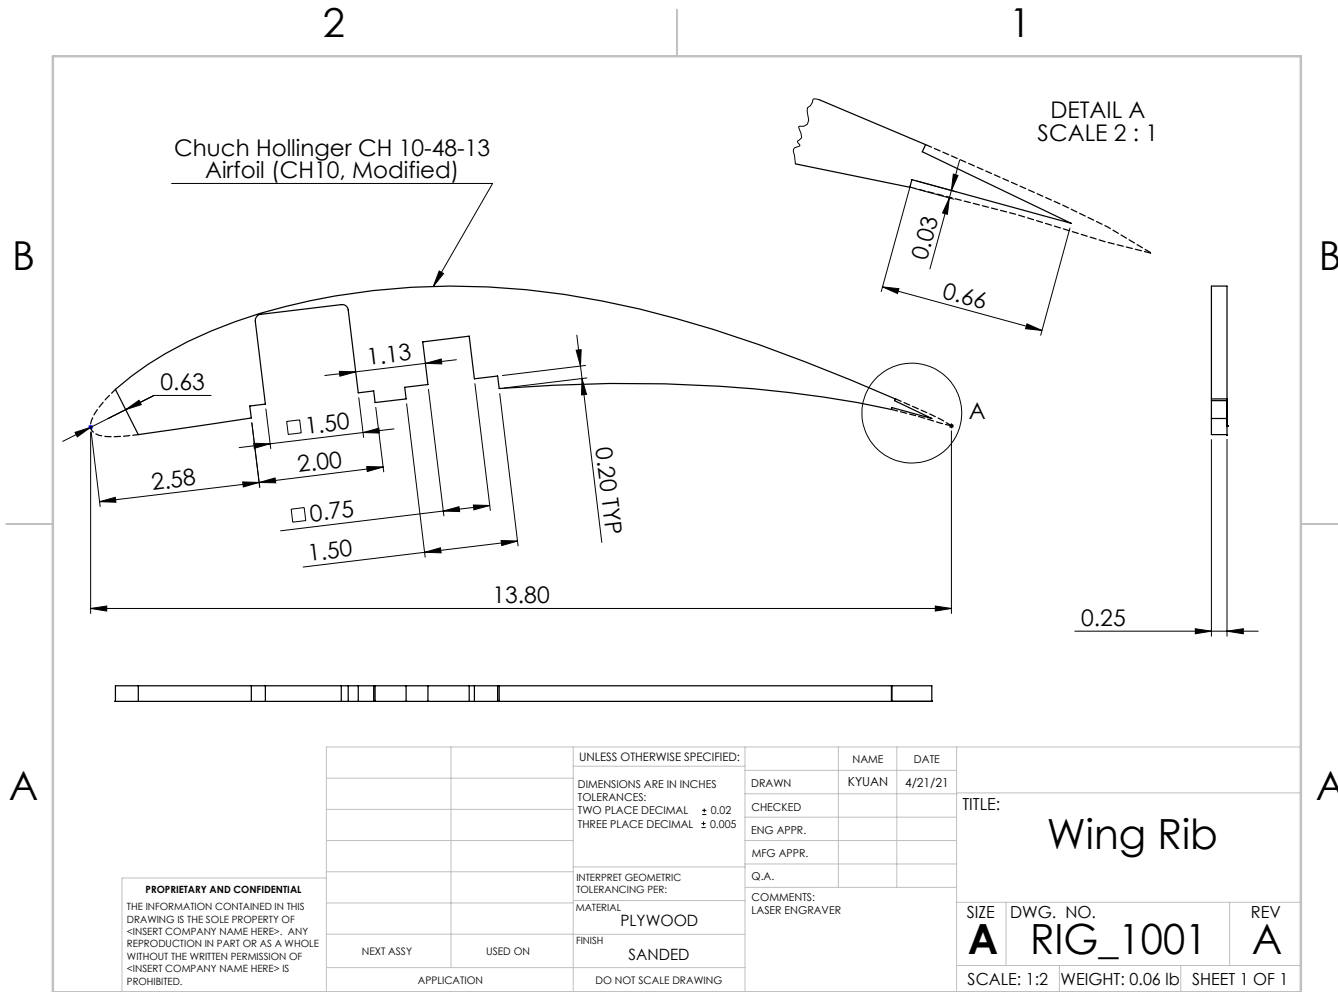 2
1
DETAIL A
SCALE 2 : 1
Chuch Hollinger CH 10-48-13
Airfoil (CH10, Modified)
B
B
0.03
0.66
1.13
0.63
A
□1.50
2.58
2.00
0.20 TYP
□0.75
1.50
13.80
0.25
A
A
UNLESS OTHERWISE SPECIFIED:
DIMENSIONS ARE IN INCHES
TOLERANCES:
TWO PLACE DECIMAL ± 0.02
THREE PLACE DECIMAL ± 0.005
INTERPRET GEOMETRIC
TOLERANCING PER:
MATERIAL
PLYWOOD
FINISH
SANDED
DO NOT SCALE DRAWING
NAME
DATE
DRAWN
KYUAN
4/21/21
CHECKED
ENG APPR.
MFG APPR.
Q.A.
COMMENTS:
LASER ENGRAVER
TITLE:
Wing Rib
SIZE
A
DWG. NO.
RIG_1001
REV
A
SCALE: 1:2
WEIGHT: 0.06 lb
SHEET 1 OF 1
PROPRIETARY AND CONFIDENTIAL
THE INFORMATION CONTAINED IN THIS
DRAWING IS THE SOLE PROPERTY OF
<INSERT COMPANY NAME HERE>. ANY
REPRODUCTION IN PART OR AS A WHOLE
WITHOUT THE WRITTEN PERMISSION OF
<INSERT COMPANY NAME HERE> IS
PROHIBITED.
NEXT ASSY
USED ON
APPLICATION